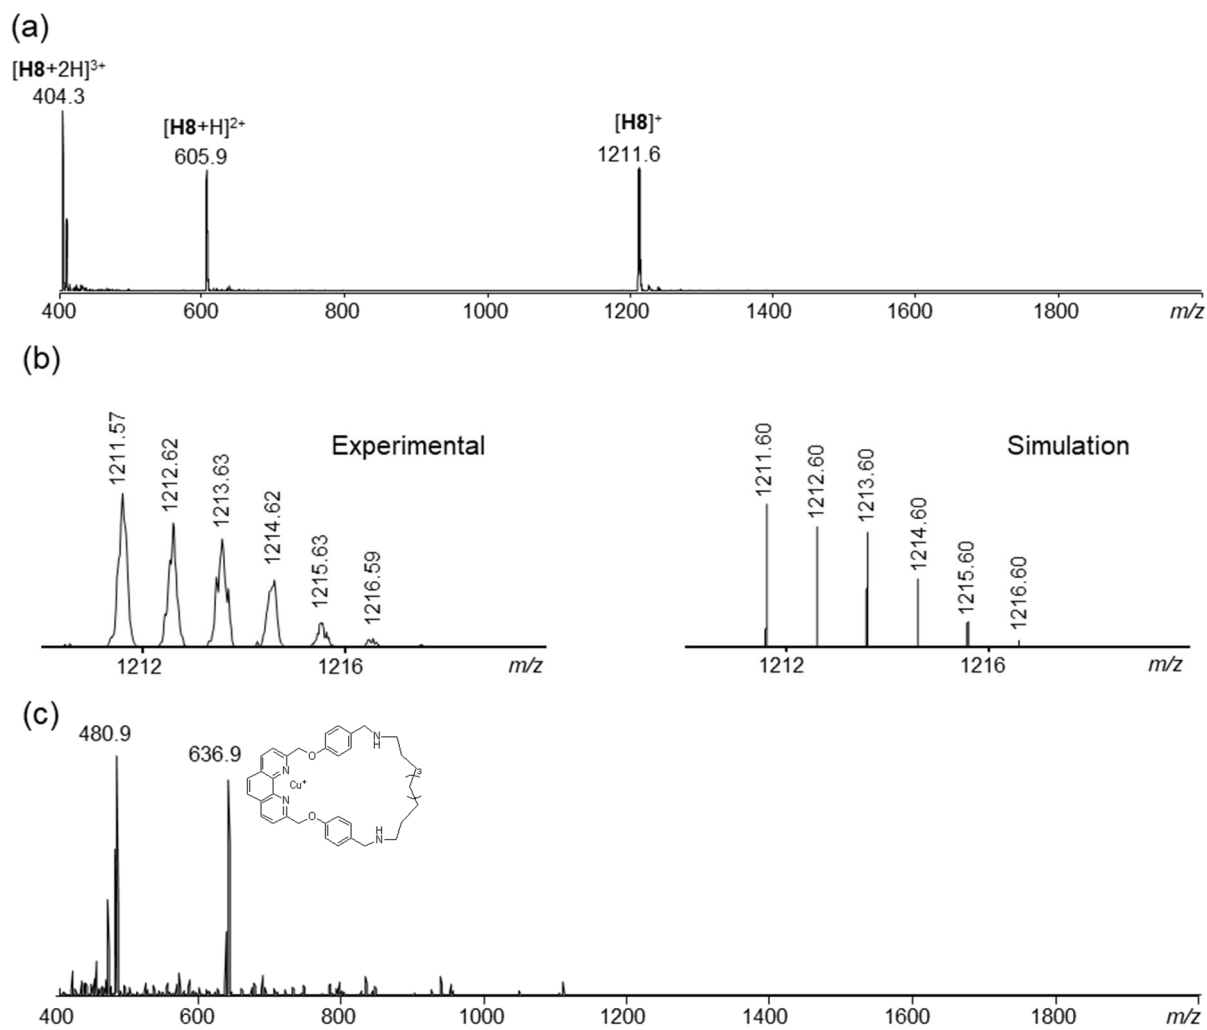 (a)
[H8+2H]3+
404.3
[H8+H]2+
605.9
[H8]+
1211.6
400 600 800 1000 1200 1400 1600 1800 m/z
(b)
1211.57 1212.62 1213.63 1214.62 1215.63 1216.59
Experimental
1211.60 1212.60 1213.60 1214.60 1215.60 1216.60
Simulation
1212 1216 m/z
1212 1216 m/z
(c)
480.9
636.9
O
H
N
N
Cu+
N
3
O
N
H
400 600 800 1000 1200 1400 1600 1800 m/z